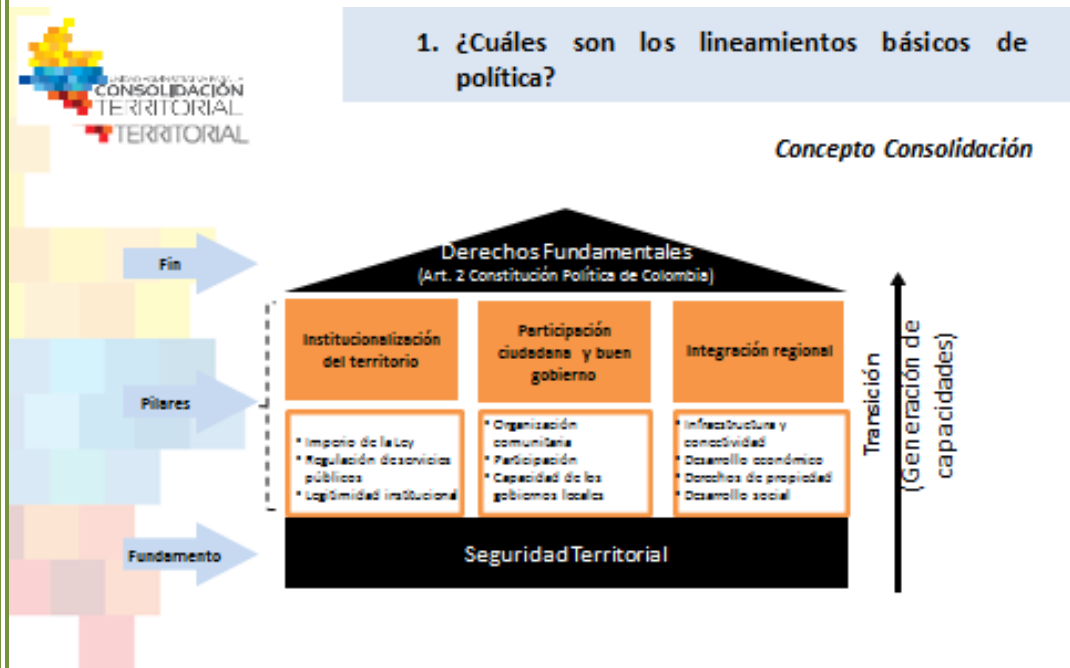 1. ¿Cuáles son los lineamientos básicos de
política?
CONSOLIDACIÓN
TERRITORIAL
TERRITORIAL
Concepto Consolidación
Fin
Derechos Fundamentales
(Art. 2 Constitución Política de Colombia)
Pilares
Institucionalización
del territorio
Participación
ciudadana y buen
gobierno
Integración regional
• Imperio de la Ley
• Regulación de servicios
públicos
• Legitimidad institucional
• Organización
comunitaria
• Participación
• Capacidad de los
gobiernos locales
• Infraestructura y
conectividad
• Desarrollo económico
• Derechos de propiedad
• Desarrollo social
Fundamento
Seguridad Territorial
Transición
(Generación de
capacidades)